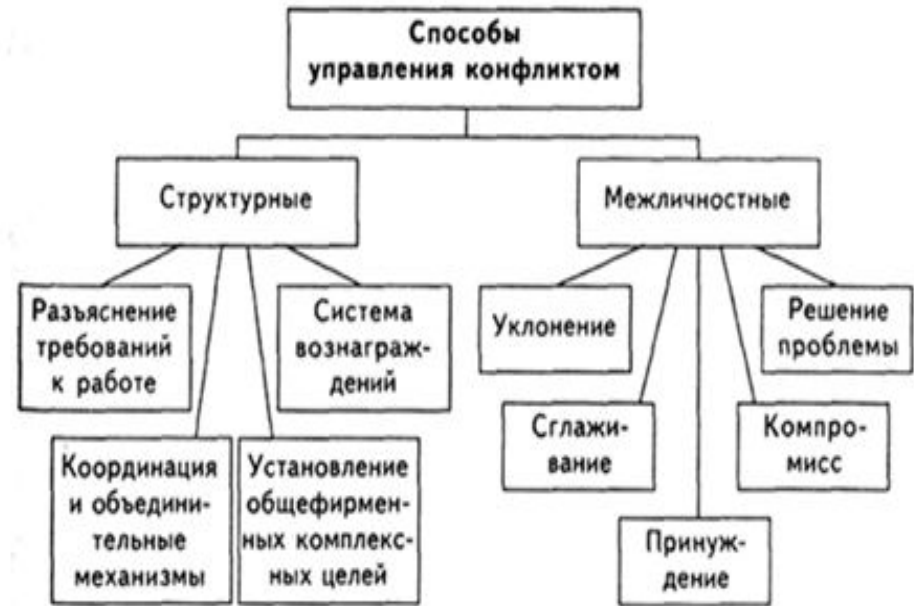 Способы
управления конфликтом
Структурные
Межличностные
Разъяснение
требований
к работе
Система
вознаграж-
дений
Уклонение
Решение
проблемы
Координация
и объедини-
тельные
механизмы
Установление
общефирмен-
ных комплекс-
ных целей
Сглажи-
вание
Компро-
мисс
Принуж-
дение